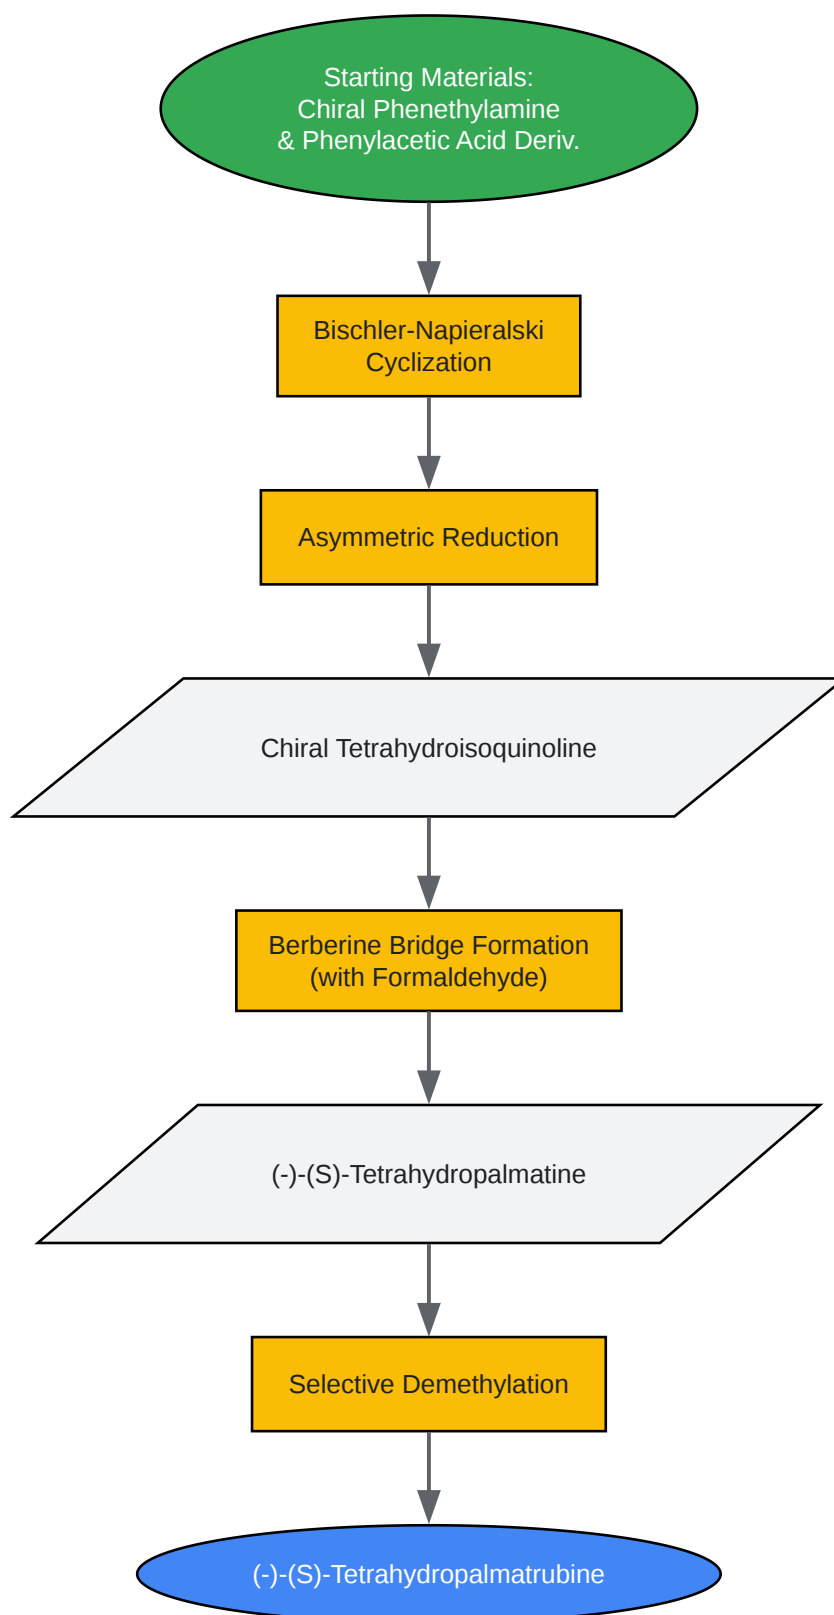 Starting Materials:
Chiral Phenethylamine
& Phenylacetic Acid Deriv.
Bischler-Napieralski
Cyclization
Asymmetric Reduction
Chiral Tetrahydroisoquinoline
Berberine Bridge Formation
(with Formaldehyde)
(-)-(S)-Tetrahydropalmatine
Selective Demethylation
(-)-(S)-Tetrahydropalmatrubine